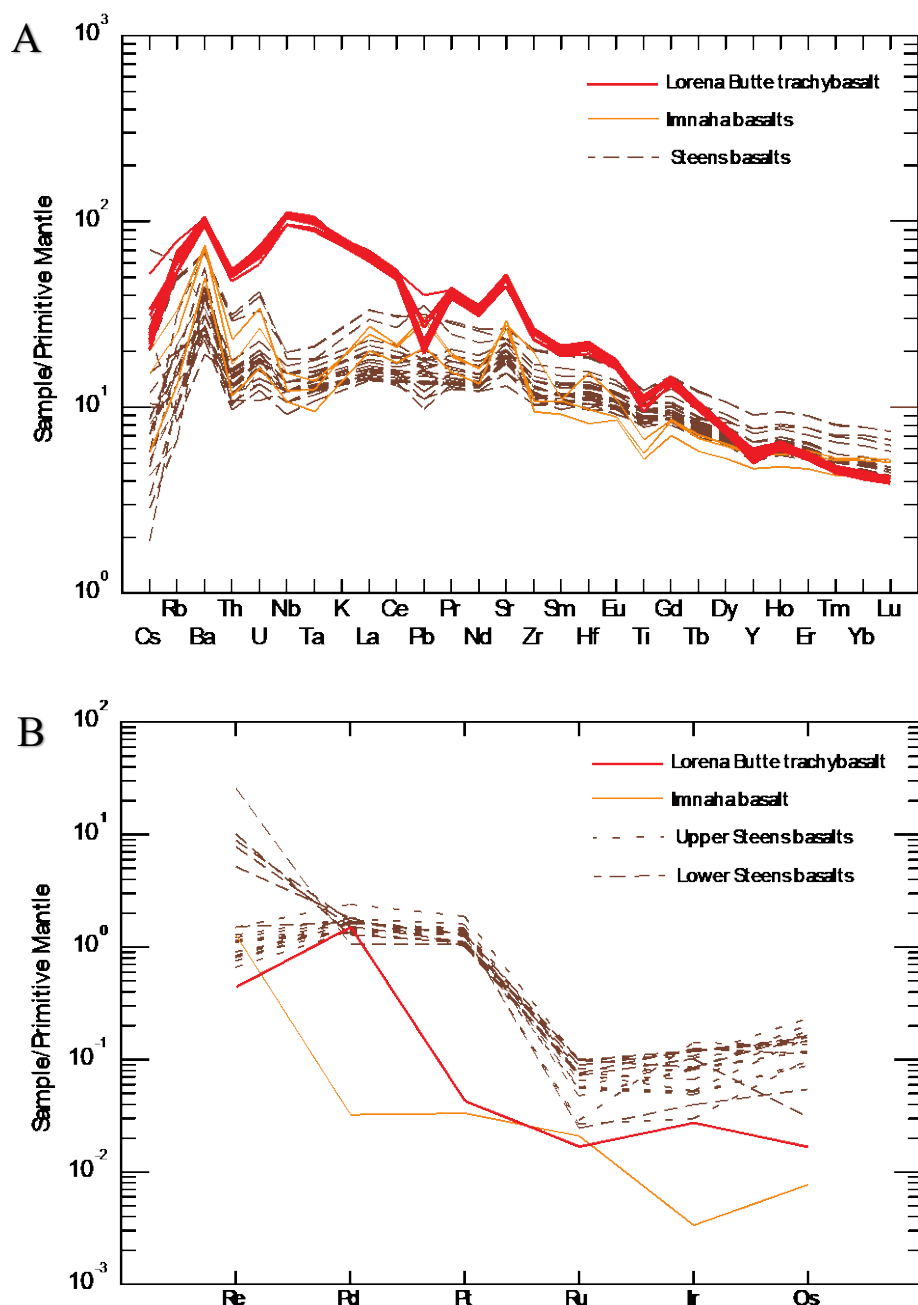 A
10³
Lorena Butte trachybasalt
Imnaha basalts
Steens basalts
10²
Sample/Primitive Mantle
10¹
10⁰
Rb Th Nb K Ce Pr Sr Sm Eu Gd Dy Ho Tm Lu
Cs Ba U Ta La Pb Nd Zr Hf Ti Tb Y Er Yb
B
10²
Lorena Butte trachybasalt
Imnaha basalt
10¹
Upper Steens basalts
Lower Steens basalts
10⁰
Sample/Primitive Mantle
10⁻¹
10⁻²
10⁻³
Re Pd Pt Ru Ir Os